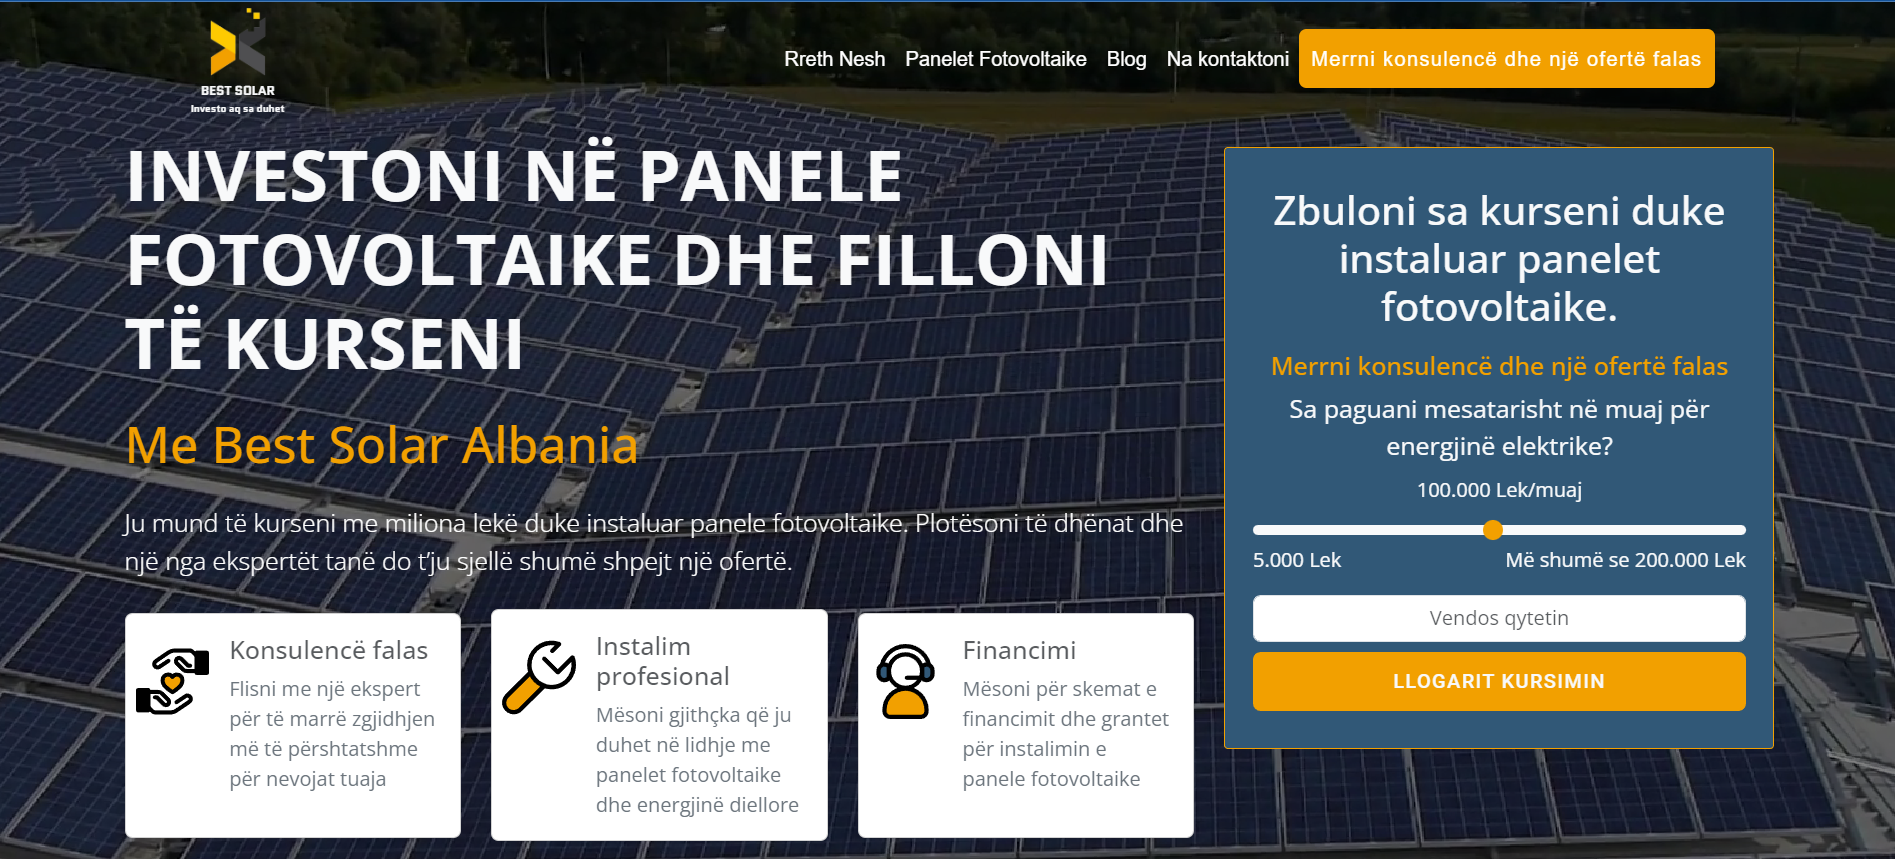 BEST SOLAR
Investo aq sa duhet
Rreth Nesh
Panelet Fotovoltaike
Blog
Na kontaktoni
Merrni konsulencë dhe një ofertë falas
INVESTONI NË PANELE
FOTOVOLTAIKE DHE FILLONI
TË KURSENI
Me Best Solar Albania
Ju mund të kurseni me miliona lekë duke instaluar panele fotovoltaike. Plotësoni të dhënat dhe
një nga ekspertët tanë do t’ju sjellë shumë shpejt një ofertë.
Konsulencë falas
Flisni me një ekspert
për të marrë zgjidhjen
më të përshtatshme
për nevojat tuaja
Instalim
profesional
Mësoni gjithçka që ju
duhet në lidhje me
panelet fotovoltaike
dhe energjinë diellore
Financimi
Mësoni për skemat e
financimit dhe grantet
për instalimin e
panele fotovoltaike
Zbuloni sa kurseni duke
instaluar panelet
fotovoltaike.
Merrni konsulencë dhe një ofertë falas
Sa paguani mesatarisht në muaj për
energjinë elektrike?
100.000 Lek/muaj
5.000 Lek
Më shumë se 200.000 Lek
Vendos qytetin
LLOGARIT KURSIMIN